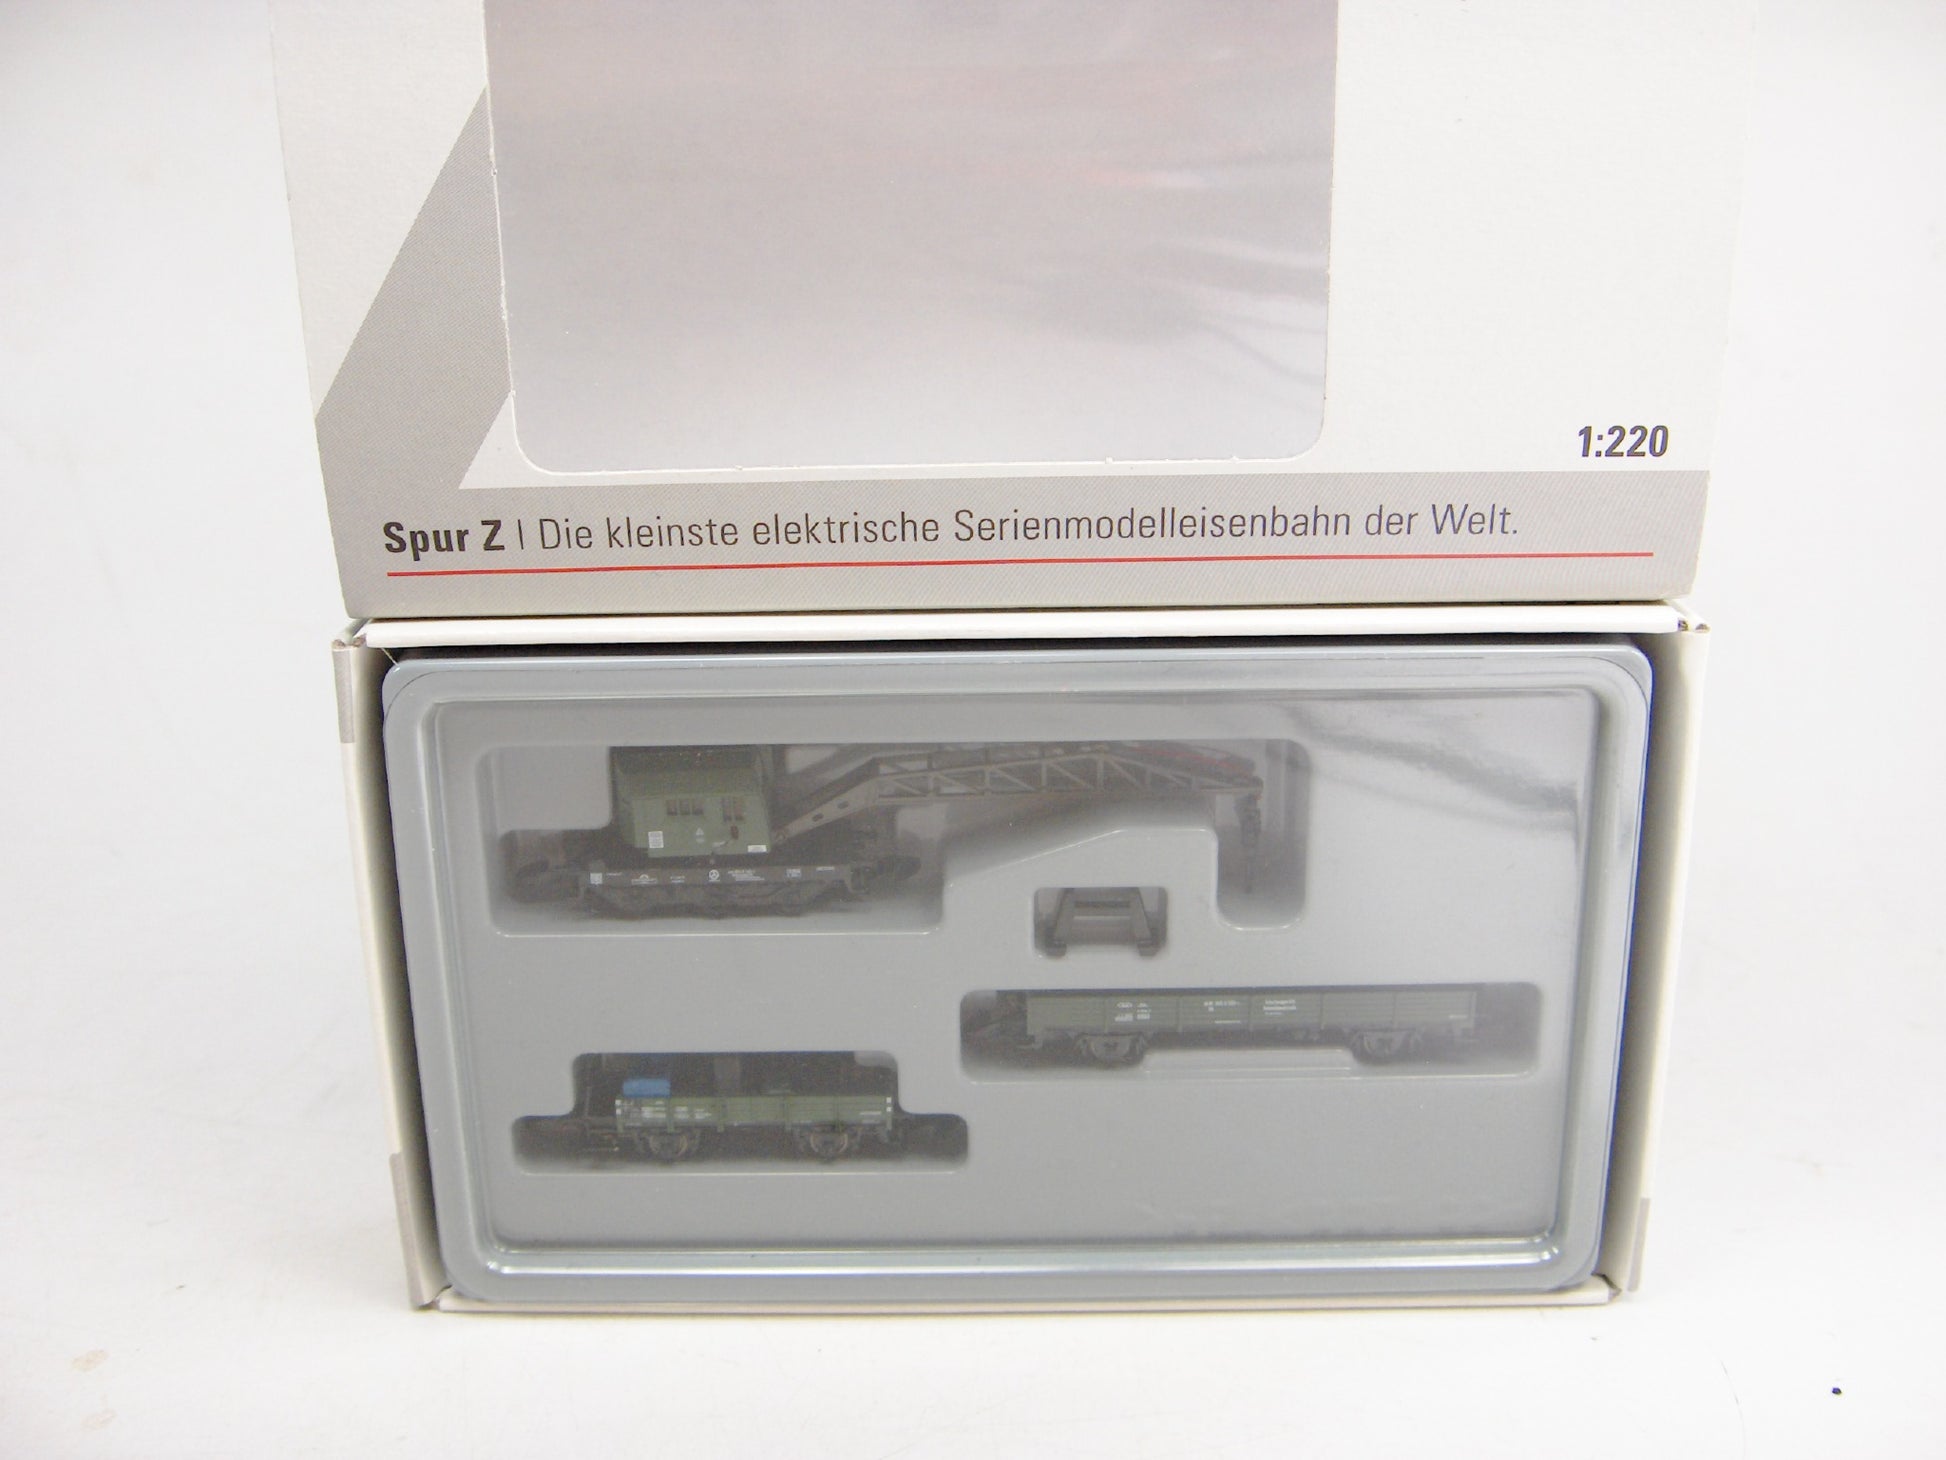 1:220
Spur Z | Die kleinste elektrische Serienmodelleisenbahn der Welt.